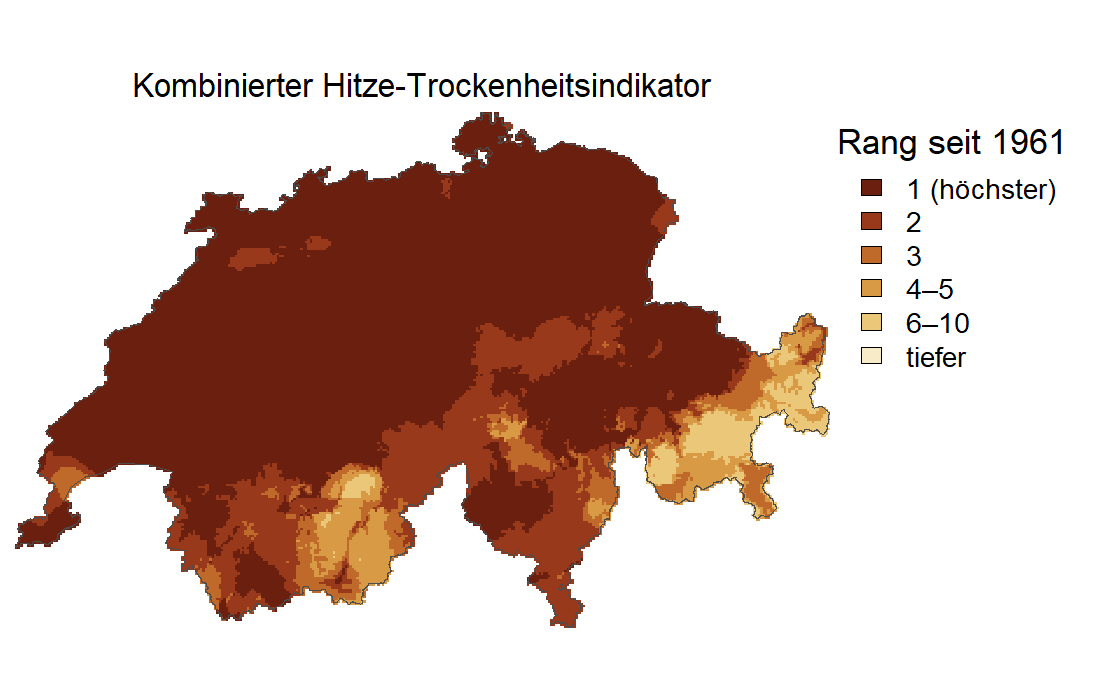 Kombinierter Hitze-Trockenheitsindikator
Rang seit 1961
1 (höchster)
2
3
4–5
6–10
tiefer